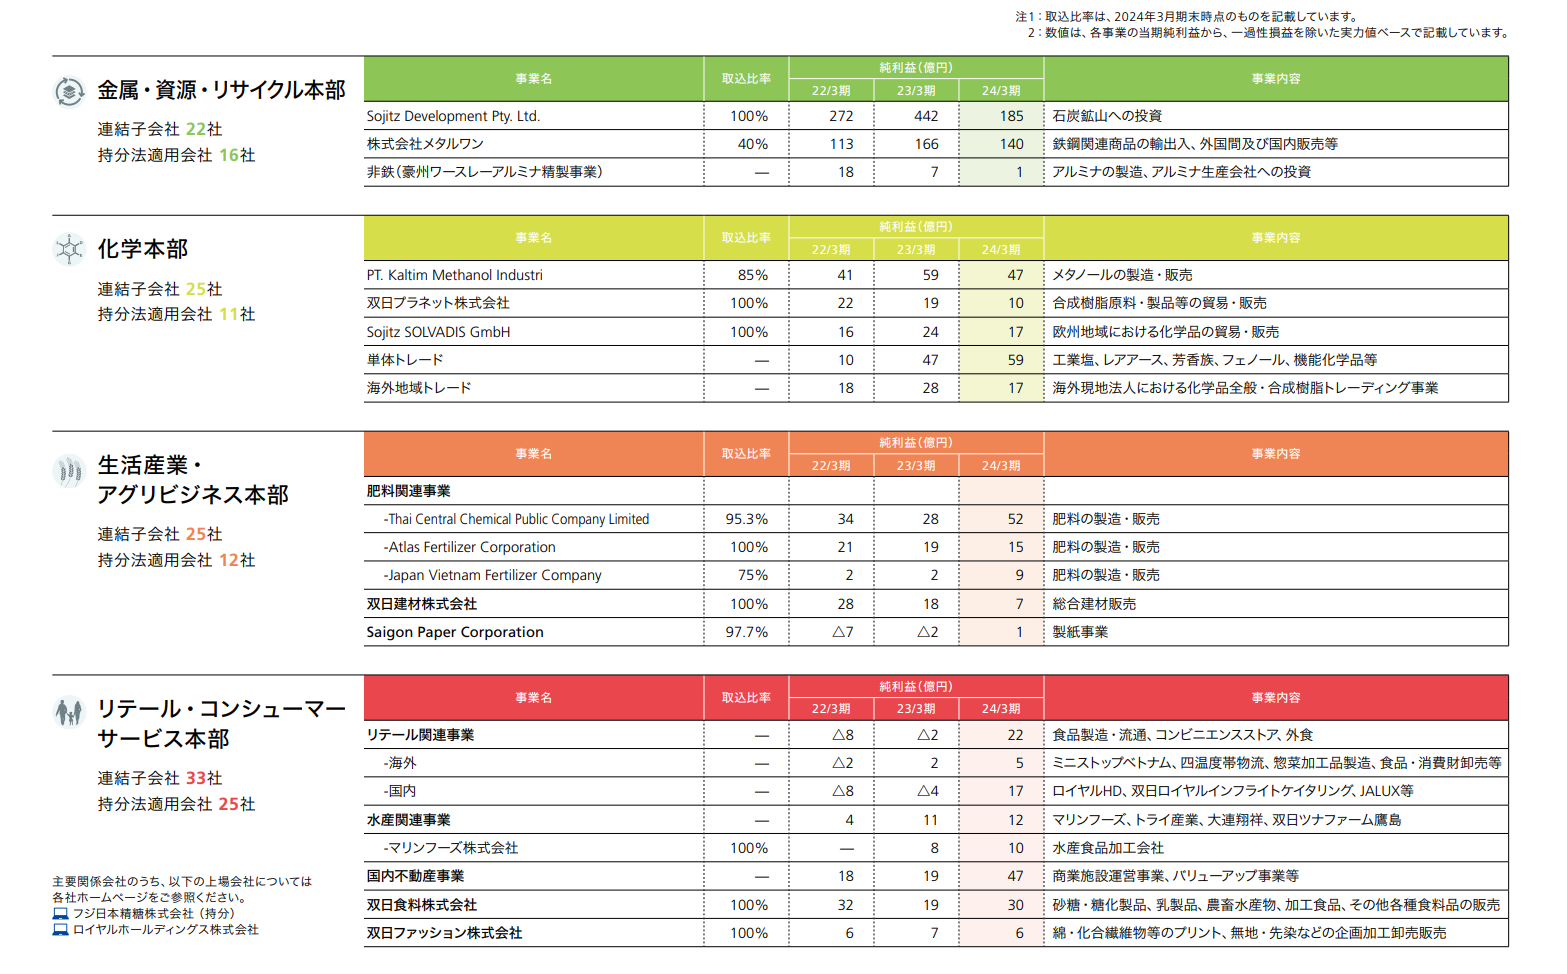 注1：取込比率は、2024年3月期末時点のものを記載しています。
2：数値は、各事業の当期純利益から、一過性損益を除いた実力値ベースで記載しています。
金属・資源・リサイクル本部
連結子会社 22社
持分法適用会社 16社
事業名 取込比率 純利益（億円） 事業内容
22/3期 23/3期 24/3期
Sojitz Development Pty. Ltd. 100% 272 442 185 石炭鉱山への投資
株式会社メタルワン 40% 113 166 140 鉄鋼関連商品の輸出入、外国間及び国内販売等
非鉄（豪州ワースレーアルミナ精製事業） — 18 7 1 アルミナの製造、アルミナ生産会社への投資
化学本部
連結子会社 25社
持分法適用会社 11社
事業名 取込比率 純利益（億円） 事業内容
22/3期 23/3期 24/3期
PT. Kaltim Methanol Industri 85% 41 59 47 メタノールの製造・販売
双日プラネット株式会社 100% 22 19 10 合成樹脂原料・製品等の貿易・販売
Sojitz SOLVADIS GmbH 100% 16 24 17 欧州地域における化学品の貿易・販売
単体トレード — 10 47 59 工業塩、レアアース、芳香族、フェノール、機能化学品等
海外地域トレード — 18 28 17 海外現地法人における化学品全般・合成樹脂トレーディング事業
生活産業・
アグリビジネス本部
連結子会社 25社
持分法適用会社 12社
事業名 取込比率 純利益（億円） 事業内容
22/3期 23/3期 24/3期
肥料関連事業
-Thai Central Chemical Public Company Limited 95.3% 34 28 52 肥料の製造・販売
-Atlas Fertilizer Corporation 100% 21 19 15 肥料の製造・販売
-Japan Vietnam Fertilizer Company 75% 2 2 9 肥料の製造・販売
双日建材株式会社 100% 28 18 7 総合建材販売
Saigon Paper Corporation 97.7% △7 △2 1 製紙事業
リテール・コンシューマー
サービス本部
連結子会社 33社
持分法適用会社 25社
事業名 取込比率 純利益（億円） 事業内容
22/3期 23/3期 24/3期
リテール関連事業 — △8 △2 22 食品製造・流通、コンビニエンスストア、外食
-海外 — △2 2 5 ミニストップベトナム、四温度帯物流、惣菜加工品製造、食品・消費財卸売等
-国内 — △8 △4 17 ロイヤルHD、双日ロイヤルインフライトケイタリング、JALUX等
水産関連事業 — 4 11 12 マリンフーズ、トライ産業、大連翔祥、双日ツナファーム鷹島
-マリンフーズ株式会社 100% — 8 10 水産食品加工会社
国内不動産事業 — 18 19 47 商業施設運営事業、バリューアップ事業等
双日食料株式会社 100% 32 19 30 砂糖・糖化製品、乳製品、農畜水産物、加工食品、その他各種食料品の販売
双日ファッション株式会社 100% 6 7 6 綿・化合繊維物等のプリント、無地・先染などの企画加工卸売販売
主要関係会社のうち、以下の上場会社については
各社ホームページをご参照ください。
フジ日本精糖株式会社（持分）
ロイヤルホールディングス株式会社